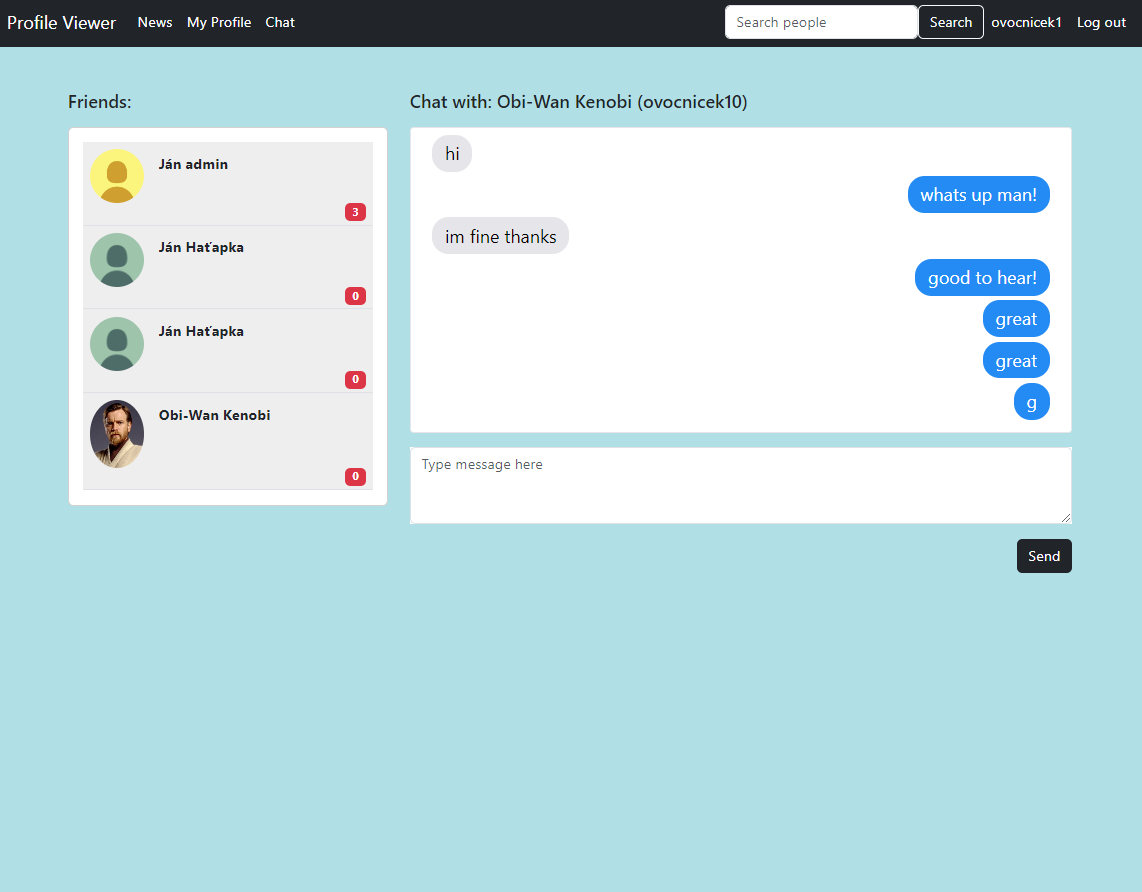 Profile Viewer News My Profile Chat Search people Search ovocnicek1 Log out
Friends:
Ján admin
3
Ján Haťapka
0
Ján Haťapka
0
Obi-Wan Kenobi
0
Chat with: Obi-Wan Kenobi (ovocnicek10)
hi
whats up man!
im fine thanks
good to hear!
great
great
g
Type message here
Send